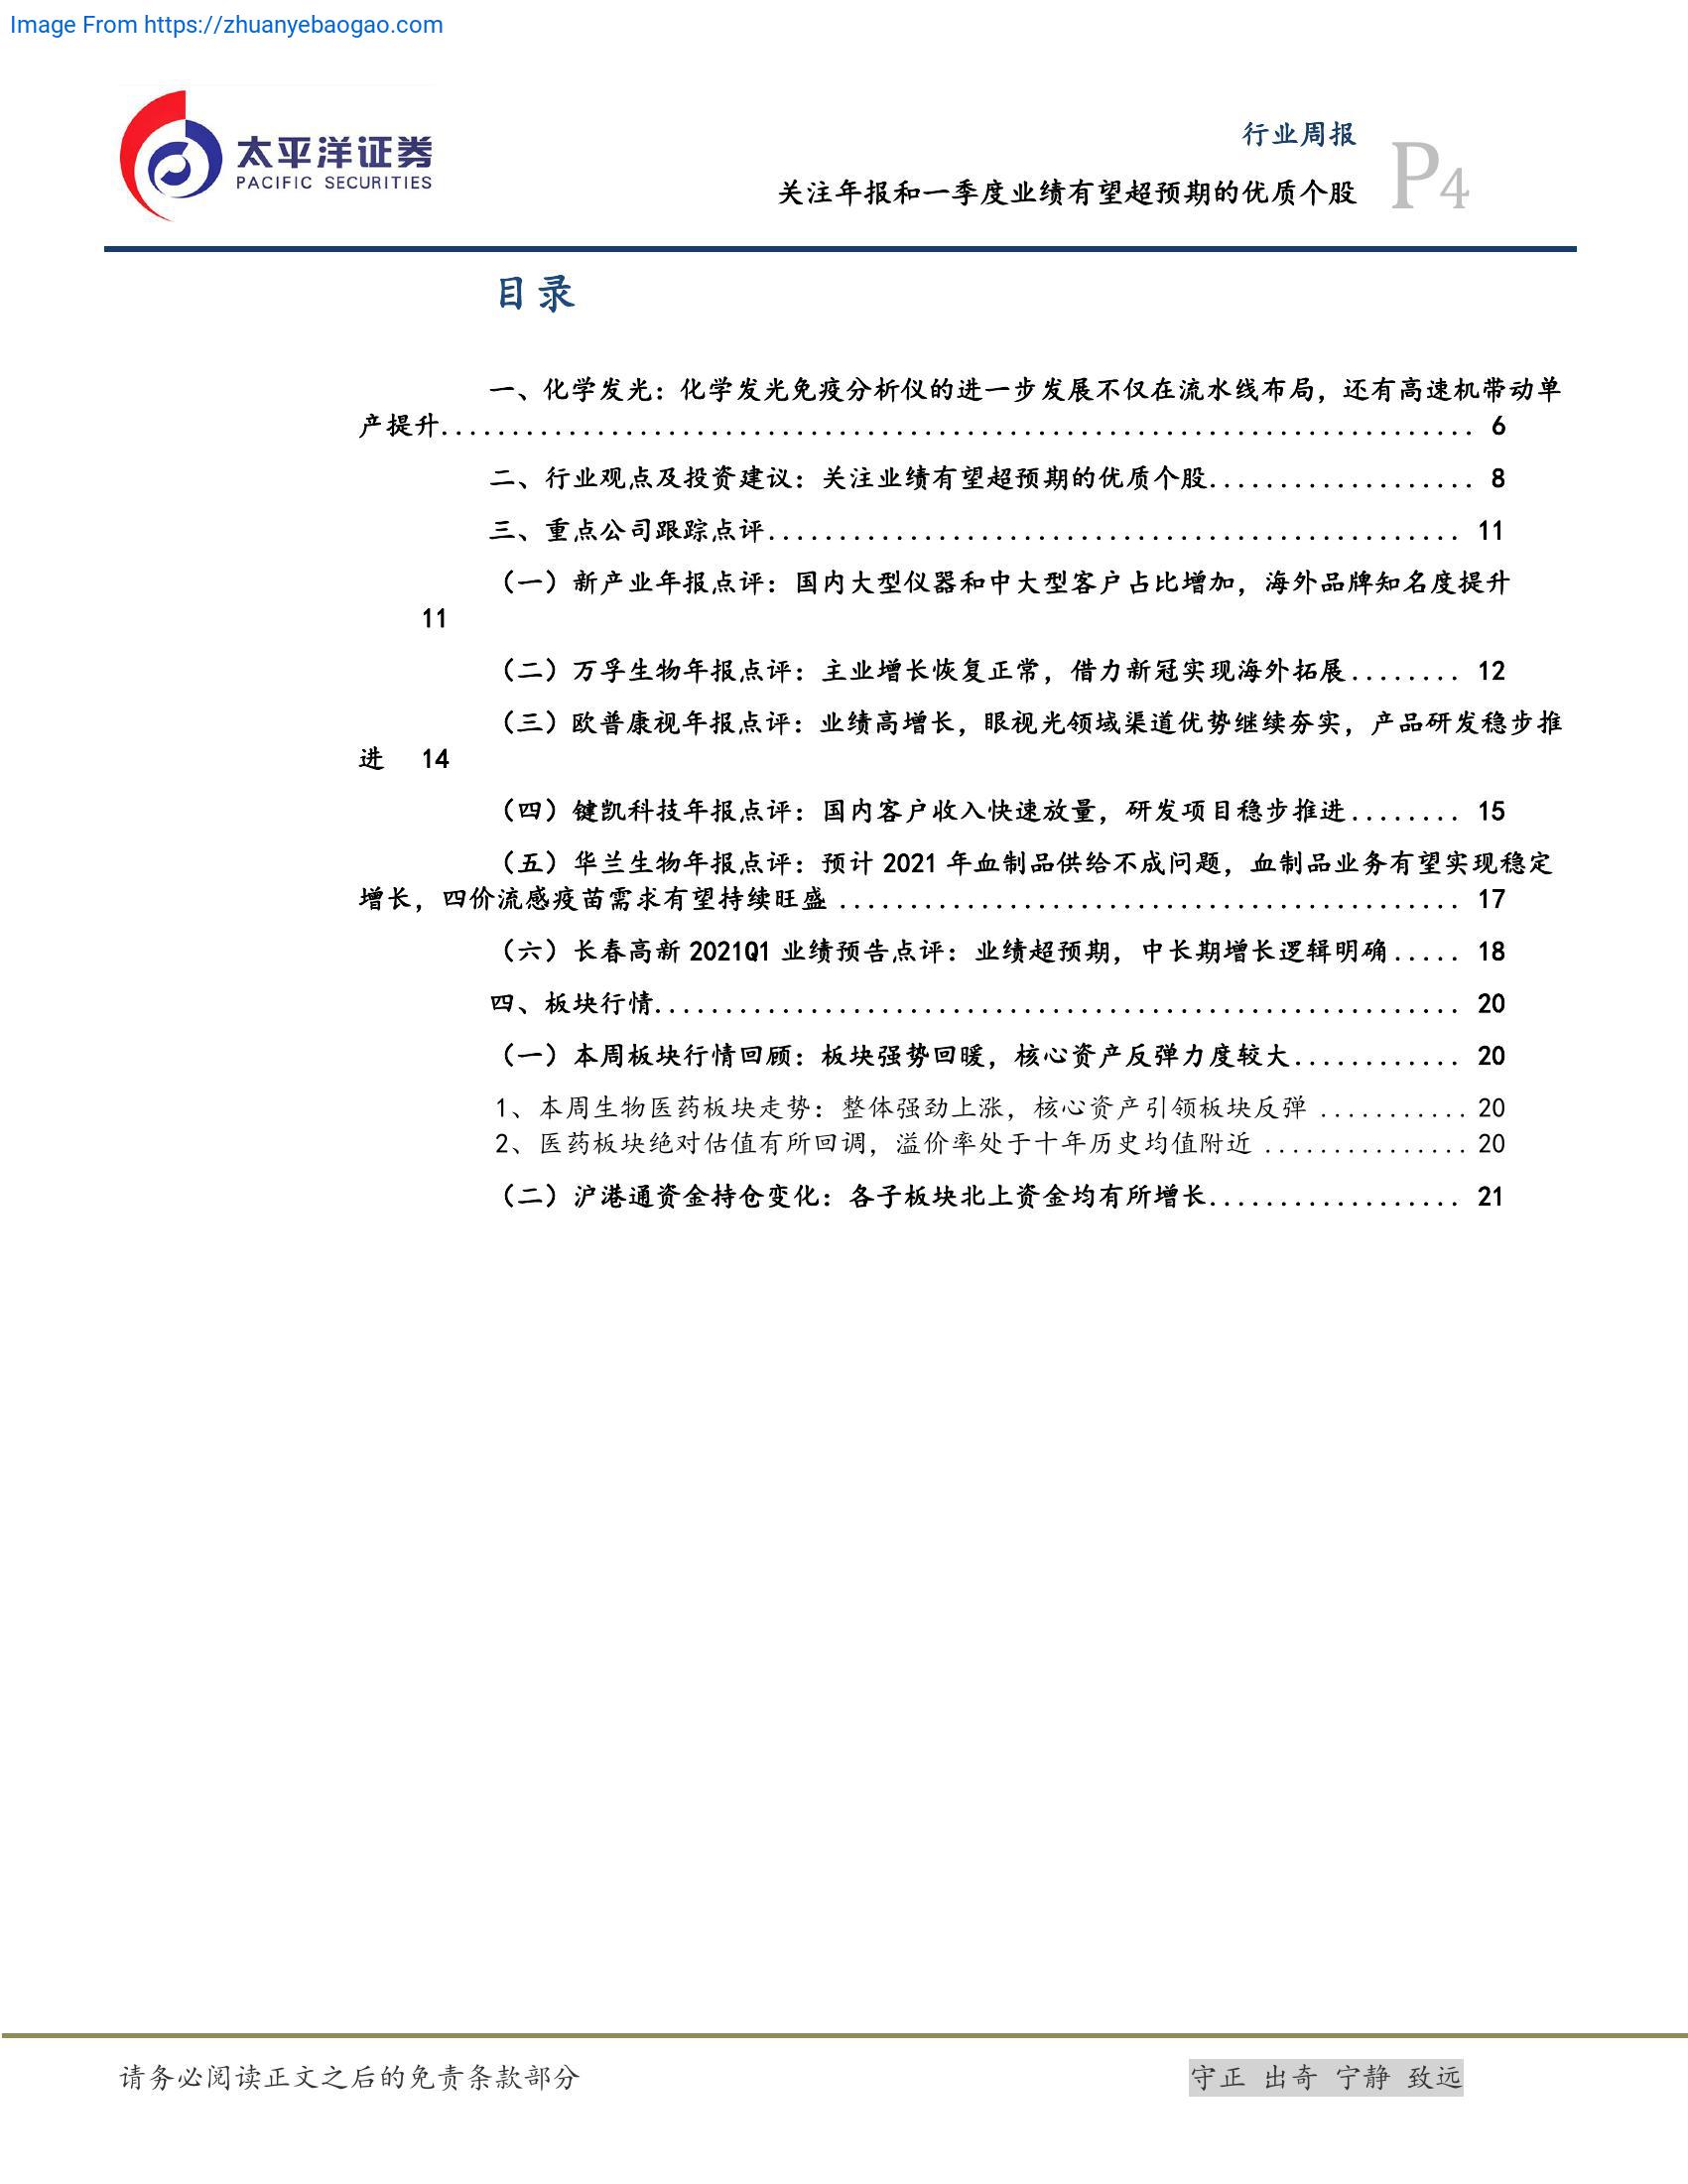 Image From https://zhuanyebaogao.com
太平洋证券
PACIFIC SECURITIES
行业周报
关注年报和一季度业绩有望超预期的优质个股
P4
目录
一、化学发光：化学发光免疫分析仪的进一步发展不仅在流水线布局，还有高速机带动单
产提升........................................................................ 6
二、行业观点及投资建议：关注业绩有望超预期的优质个股................... 8
三、重点公司跟踪点评................................................. 11
（一）新产业年报点评：国内大型仪器和中大型客户占比增加，海外品牌知名度提升
11
（二）万孚生物年报点评：主业增长恢复正常，借力新冠实现海外拓展........ 12
（三）欧普康视年报点评：业绩高增长，眼视光领域渠道优势继续夯实，产品研发稳步推
进 14
（四）键凯科技年报点评：国内客户收入快速放量，研发项目稳步推进........ 15
（五）华兰生物年报点评：预计 2021 年血制品供给不成问题，血制品业务有望实现稳定
增长，四价流感疫苗需求有望持续旺盛 ............................................ 17
（六）长春高新 2021Q1 业绩预告点评：业绩超预期，中长期增长逻辑明确..... 18
四、板块行情......................................................... 20
（一）本周板块行情回顾：板块强势回暖，核心资产反弹力度较大............ 20
1、本周生物医药板块走势：整体强劲上涨，核心资产引领板块反弹 ........... 20
2、医药板块绝对估值有所回调，溢价率处于十年历史均值附近 ............... 20
（二）沪港通资金持仓变化：各子板块北上资金均有所增长.................. 21
请务必阅读正文之后的免责条款部分
守正 出奇 宁静 致远